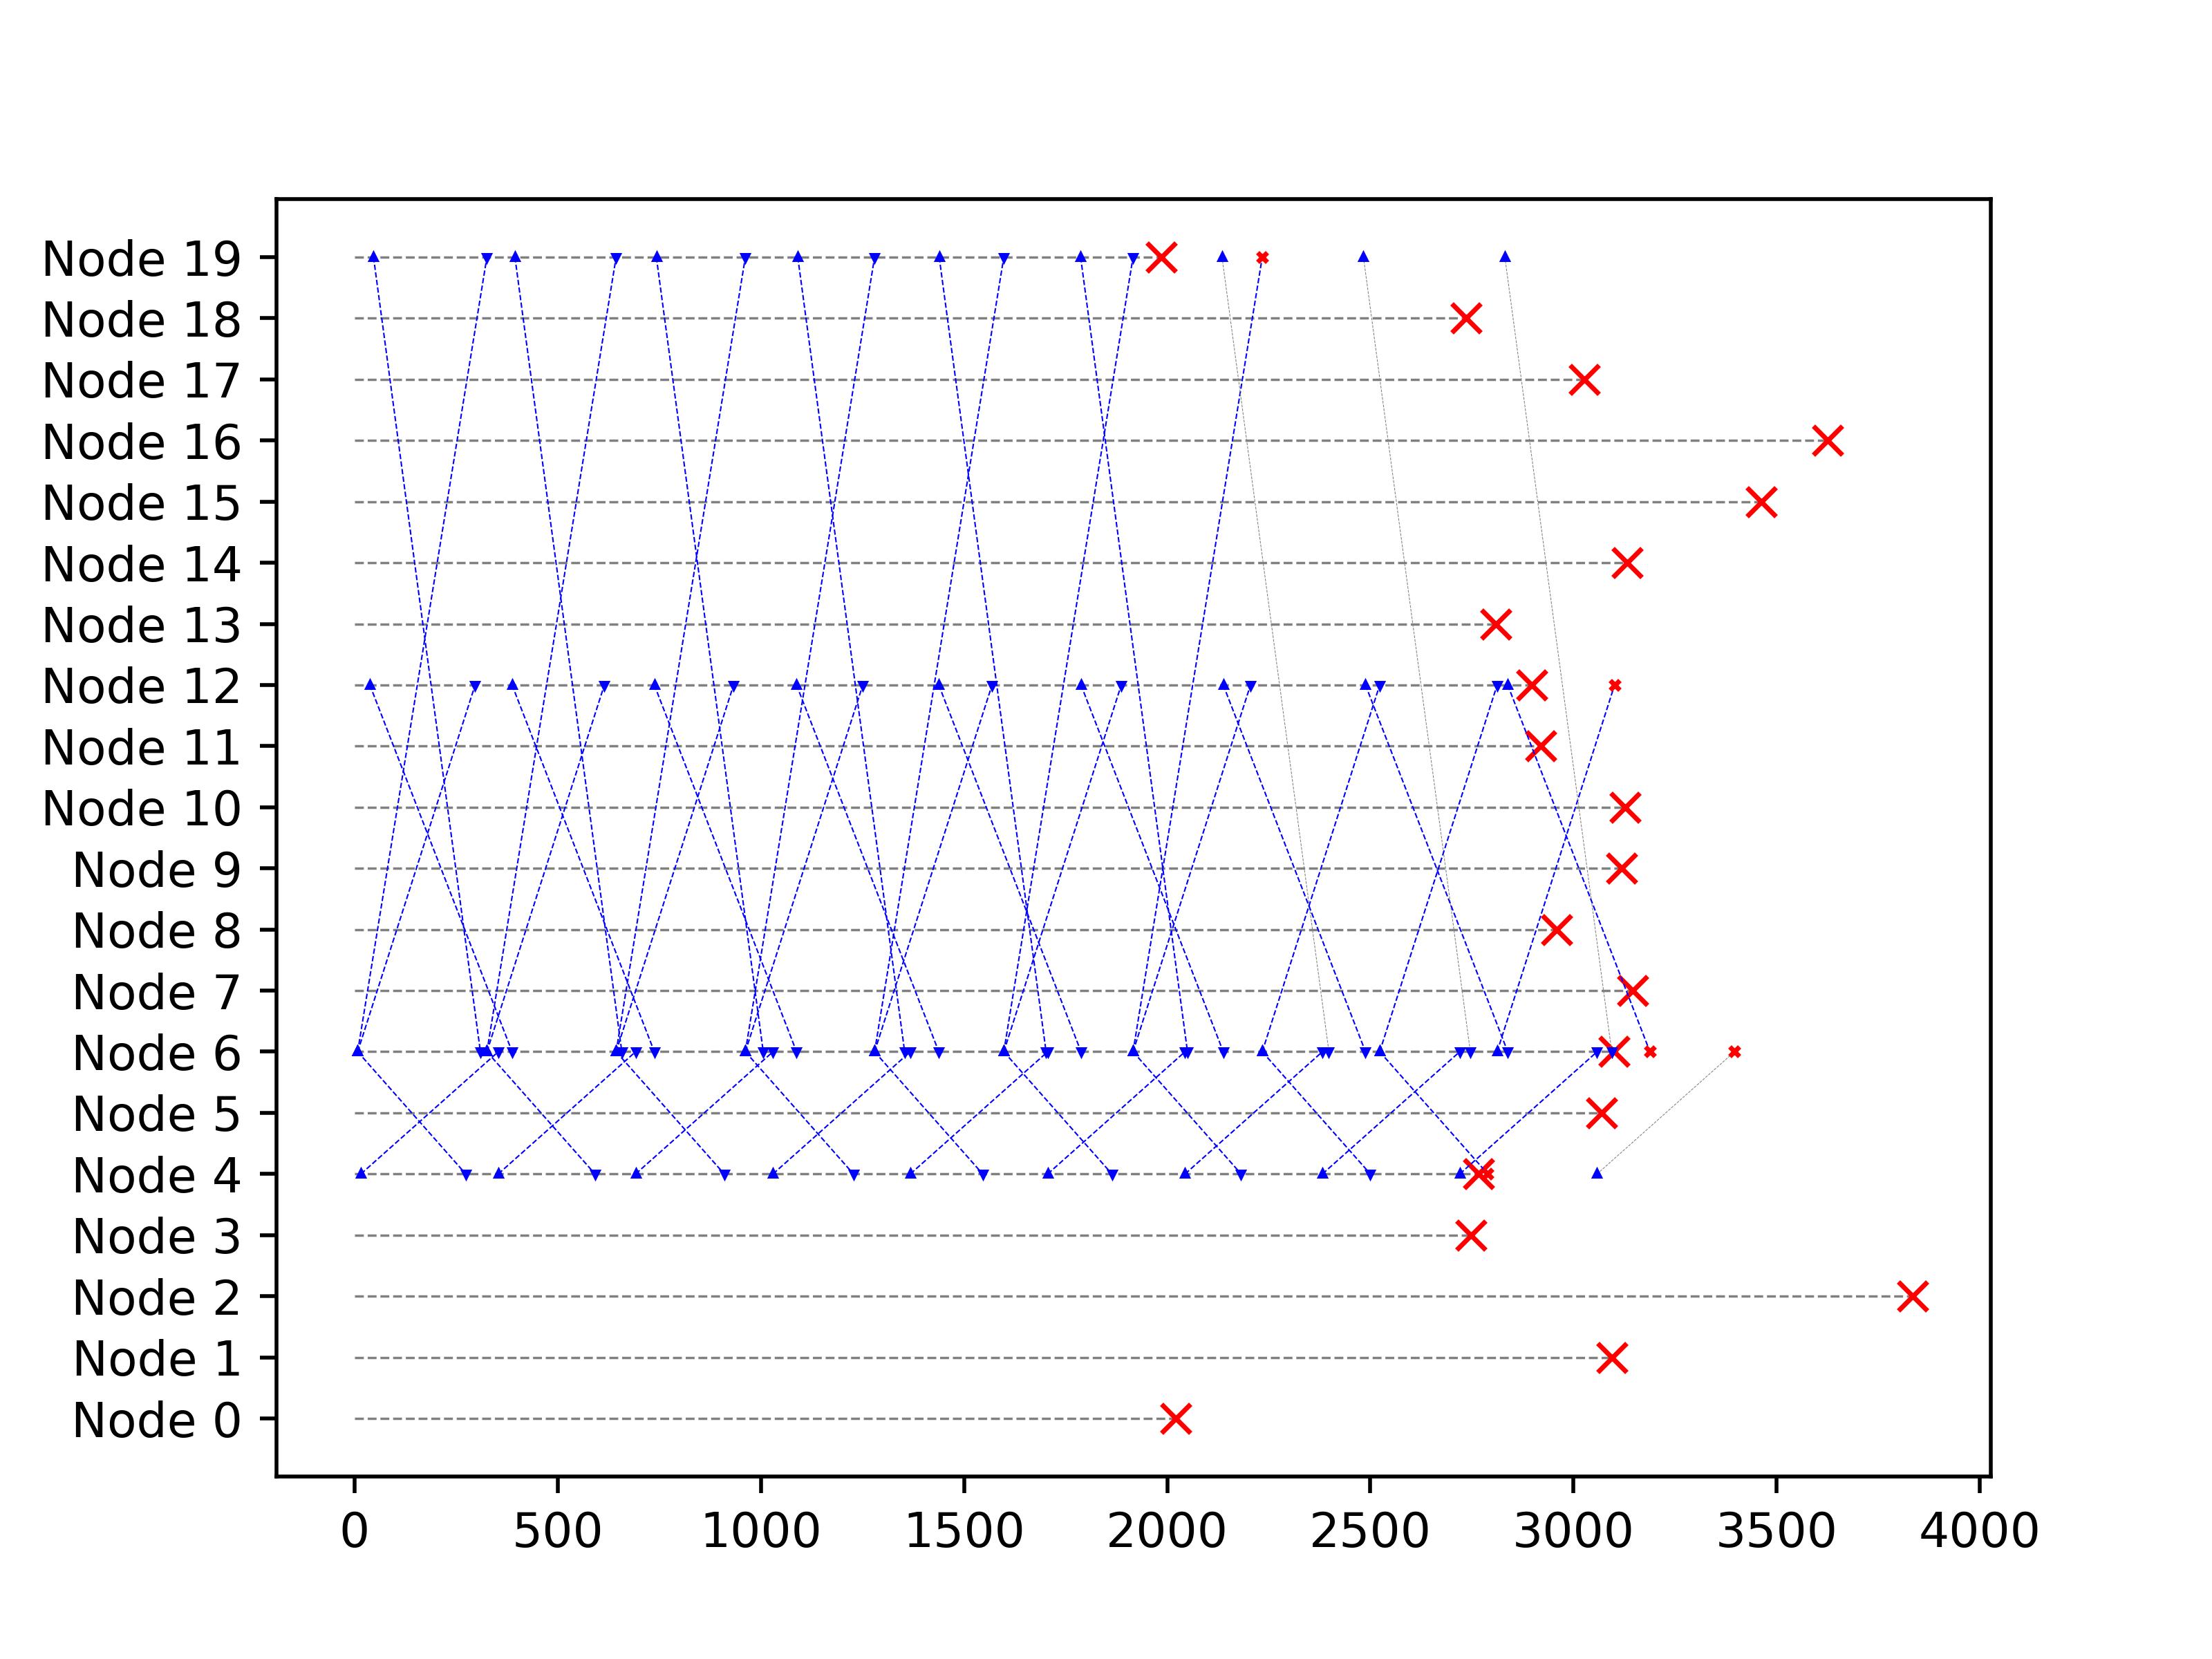 Node 19
Node 18
Node 17
Node 16
Node 15
Node 14
Node 13
Node 12
Node 11
Node 10
Node 9
Node 8
Node 7
Node 6
Node 5
Node 4
Node 3
Node 2
Node 1
Node 0
0 500 1000 1500 2000 2500 3000 3500 4000